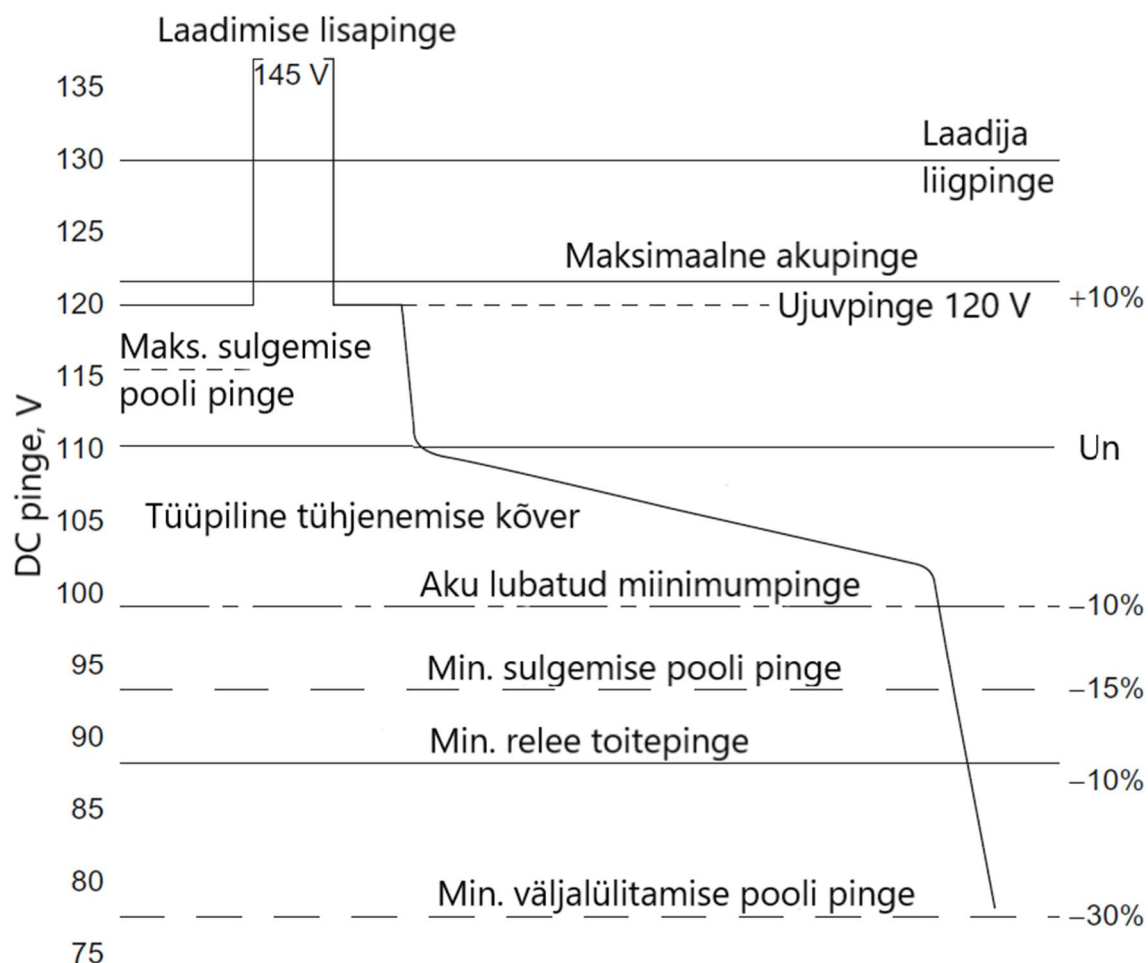 Laadimise lisapinge
145 V
135
Laadija
130
liigpinge
125
Maksimaalne akupinge
120
Ujuvpinge 120 V
+10%
Maks. sulgemise
115
pooli pinge
110
Un
DC pinge, V
105
Tüüpiline tühjenemise kõver
100
Aku lubatud miinimumpinge
–10%
95
Min. sulgemise pooli pinge
–15%
90
Min. relee toitepinge
–10%
85
80
Min. väljalülitamise pooli pinge
–30%
75